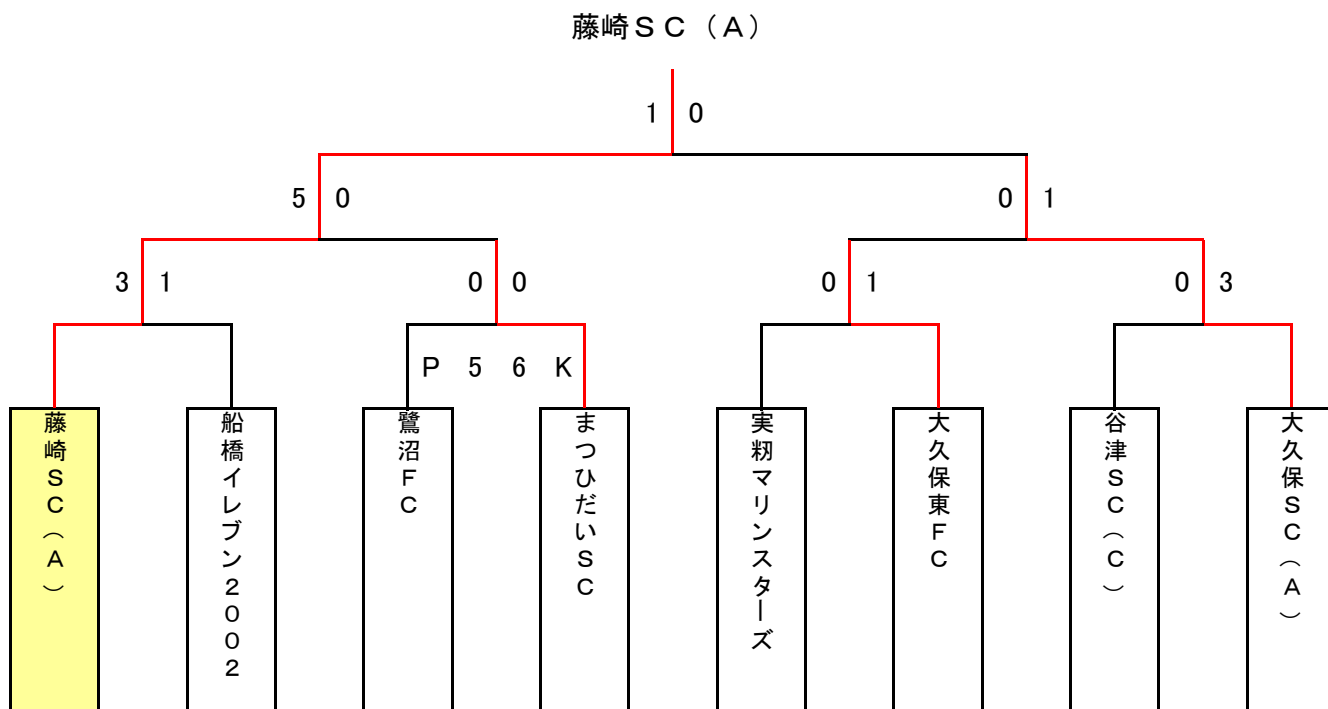 藤崎ＳＣ（Ａ）
1 0
5 0
0 1
3 1
0 0
0 1
0 3
Ｐ 5 6 Ｋ
藤崎ＳＣ（Ａ）
船橋イレブン２００２
鷺沼ＦＣ
まつひだいＳＣ
実籾マリンスターズ
大久保東ＦＣ
谷津ＳＣ（Ｃ）
大久保ＳＣ（Ａ）